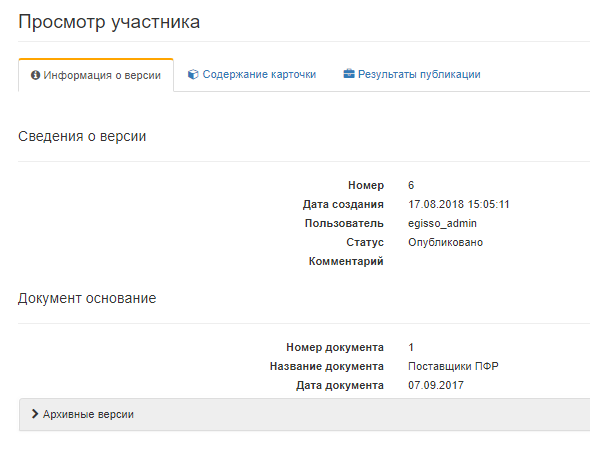 Просмотр участника
Информация о версии Содержание карточки Результаты публикации
Сведения о версии
Номер 6
Дата создания 17.08.2018 15:05:11
Пользователь egisso_admin
Статус Опубликовано
Комментарий
Документ основание
Номер документа 1
Название документа Поставщики ПФР
Дата документа 07.09.2017
Архивные версии